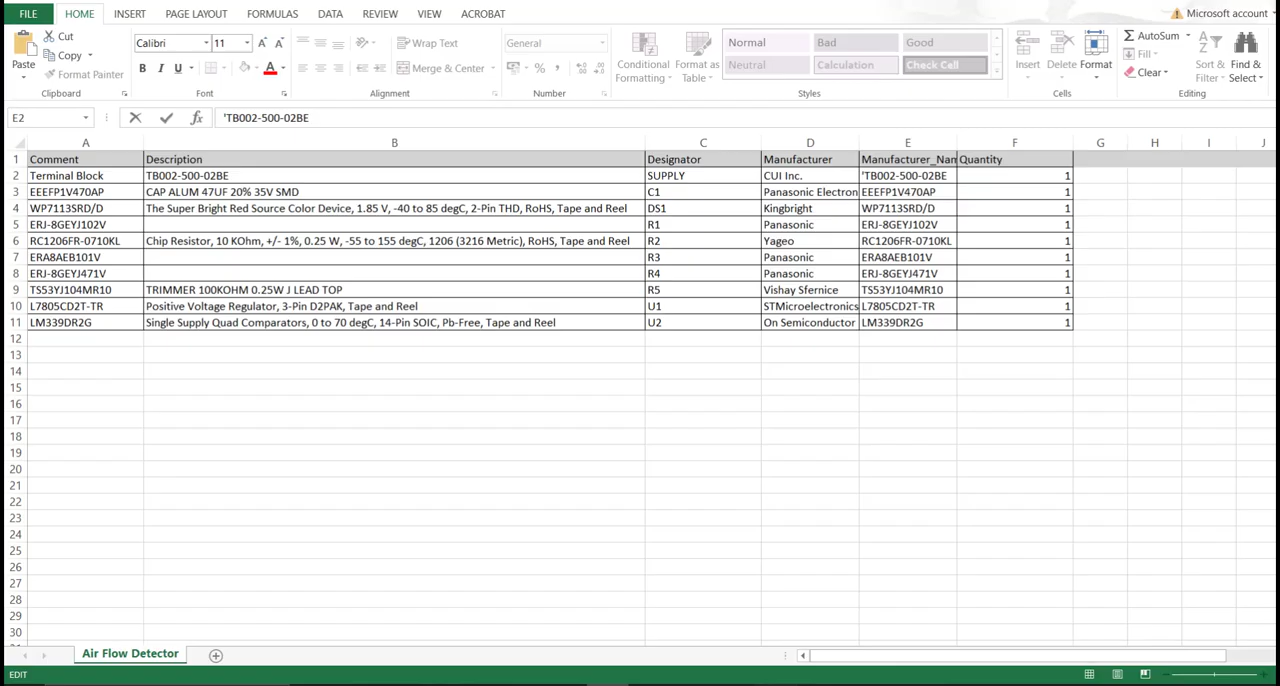 FILE HOME INSERT PAGE LAYOUT FORMULAS DATA REVIEW VIEW ACROBAT Microsoft account
Paste Cut Copy Format Painter Clipboard
Calibri 11 A A B I U A Font
Wrap Text Merge & Center Alignment
General % , Number
Conditional Formatting Format as Table Normal Bad Good Neutral Calculation Check Cell Styles
Insert Delete Format Cells
AutoSum Fill Clear Sort & Filter Find & Select Editing
E2 fx 'TB002-500-02BE
A B C D E F G H I J
1 Comment Description Designator Manufacturer Manufacturer_Nam Quantity
2 Terminal Block TB002-500-02BE SUPPLY CUI Inc. 'TB002-500-02BE 1
3 EEEFP1V470AP CAP ALUM 47UF 20% 35V SMD C1 Panasonic Electron EEEFP1V470AP 1
4 WP7113SRD/D The Super Bright Red Source Color Device, 1.85 V, -40 to 85 degC, 2-Pin THD, RoHS, Tape and Reel DS1 Kingbright WP7113SRD/D 1
5 ERJ-8GEYJ102V R1 Panasonic ERJ-8GEYJ102V 1
6 RC1206FR-0710KL Chip Resistor, 10 KOhm, +/- 1%, 0.25 W, -55 to 155 degC, 1206 (3216 Metric), RoHS, Tape and Reel R2 Yageo RC1206FR-0710KL 1
7 ERA8AEB101V R3 Panasonic ERA8AEB101V 1
8 ERJ-8GEYJ471V R4 Panasonic ERJ-8GEYJ471V 1
9 TS53YJ104MR10 TRIMMER 100KOHM 0.25W J LEAD TOP R5 Vishay Sfernice TS53YJ104MR10 1
10 L7805CD2T-TR Positive Voltage Regulator, 3-Pin D2PAK, Tape and Reel U1 STMicroelectronics L7805CD2T-TR 1
11 LM339DR2G Single Supply Quad Comparators, 0 to 70 degC, 14-Pin SOIC, Pb-Free, Tape and Reel U2 On Semiconductor LM339DR2G 1
12
13
14
15
16
17
18
19
20
21
22
23
24
25
26
27
28
29
30
Air Flow Detector
EDIT